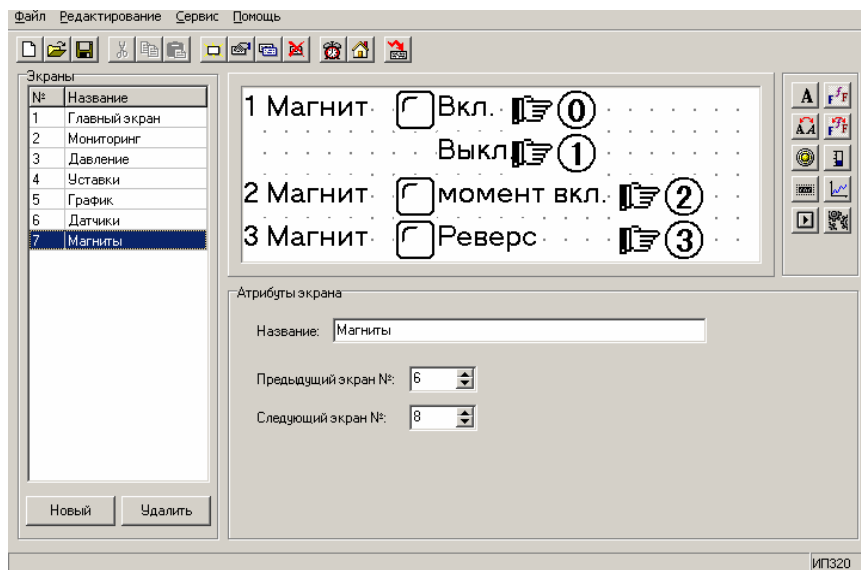 Файл Редактирование Сервис Помощь
Экраны
№ Название
1 Главный экран
2 Мониторинг
3 Давление
4 Уставки
5 График
6 Датчики
7 Магниты
Новый Удалить
1 Магнит Вкл. 0
Выкл 1
2 Магнит момент вкл. 2
3 Магнит Реверс 3
A F f F
A A F F
Атрибуты экрана
Название: Магниты
Предыдущий экран №: 6
Следующий экран №: 8
ИП320